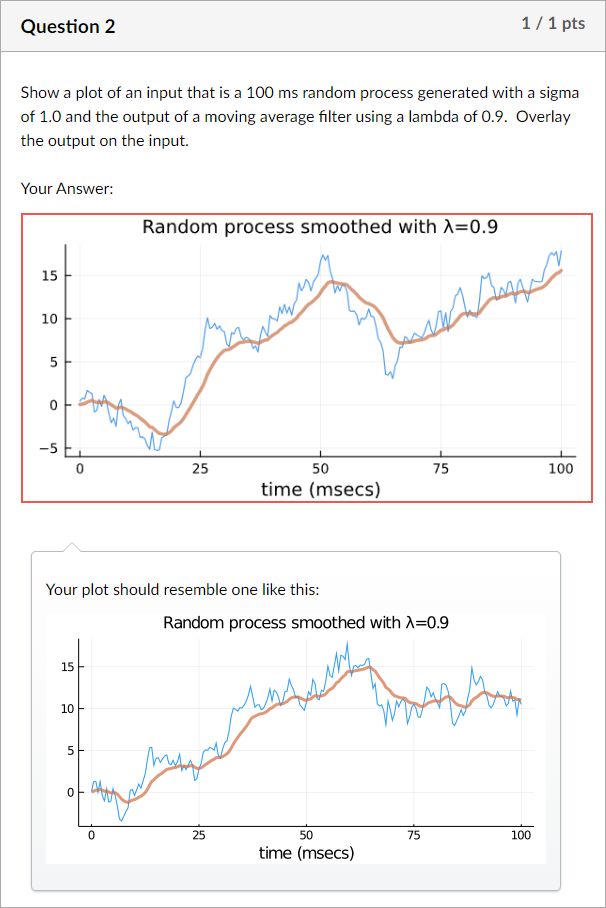 Question 2
1 / 1 pts
Show a plot of an input that is a 100 ms random process generated with a sigma
of 1.0 and the output of a moving average filter using a lambda of 0.9.  Overlay
the output on the input.
Your Answer:
Random process smoothed with λ=0.9
15
10
5
0
−5
0 25 50 75 100
time (msecs)
Your plot should resemble one like this:
Random process smoothed with λ=0.9
15
10
5
0
0 25 50 75 100
time (msecs)